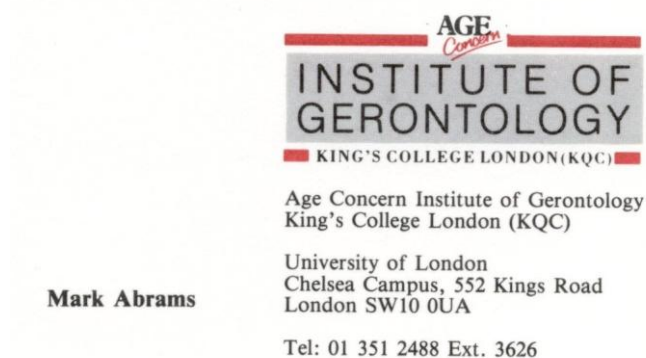 AGE
Concern
INSTITUTE OF
GERONTOLOGY
KING'S COLLEGE LONDON(KQC)
Age Concern Institute of Gerontology
King's College London (KQC)
University of London
Chelsea Campus, 552 Kings Road
London SW10 0UA
Mark Abrams
Tel: 01 351 2488 Ext. 3626